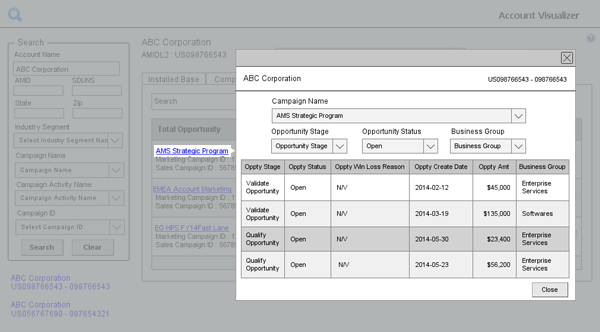 Account Visualizer
Search
Account Name
ABC Corporation
AMID SDUNS
State Zip
Industry Segment
Select Industry Segment Nam
Campaign Name
Campaign Name
Campaign Activity Name
Campaign Activity Name
Campaign ID
Select Campaign ID
Search Clear
ABC Corporation
US098766543 - 098766543
ABC Corporation
US056767690 - 087654321
ABC Corporation
AMIDL2 : US098766543
Installed Base Comp
Search
Total Opportunity
AMS Strategic Program
Marketing Campaign ID : 1
Sales Campaign ID : 5678
EMEA Account Marketing
Marketing Campaign ID : 1
Sales Campaign ID : 5678
EG HPS FY14Fast Lane
Marketing Campaign ID : 1
Sales Campaign ID : 5678
ABC Corporation US098766543 - 098766543
Campaign Name
AMS Strategic Program
Opportunity Stage Opportunity Status Business Group
Opportunity Stage Open Business Group
Oppty Stage Oppty Status Oppty Win Loss Reason Oppty Create Date Oppty Amt Business Group
Validate Opportunity Open N/V 2014-02-12 $45,000 Enterprise Services
Validate Opportunity Open N/V 2014-03-19 $135,000 Softwares
Qualify Opportunity Open N/V 2014-05-30 $23,400 Enterprise Services
Qualify Opportunity Open N/V 2014-05-23 $56,200 Enterprise Services
Close